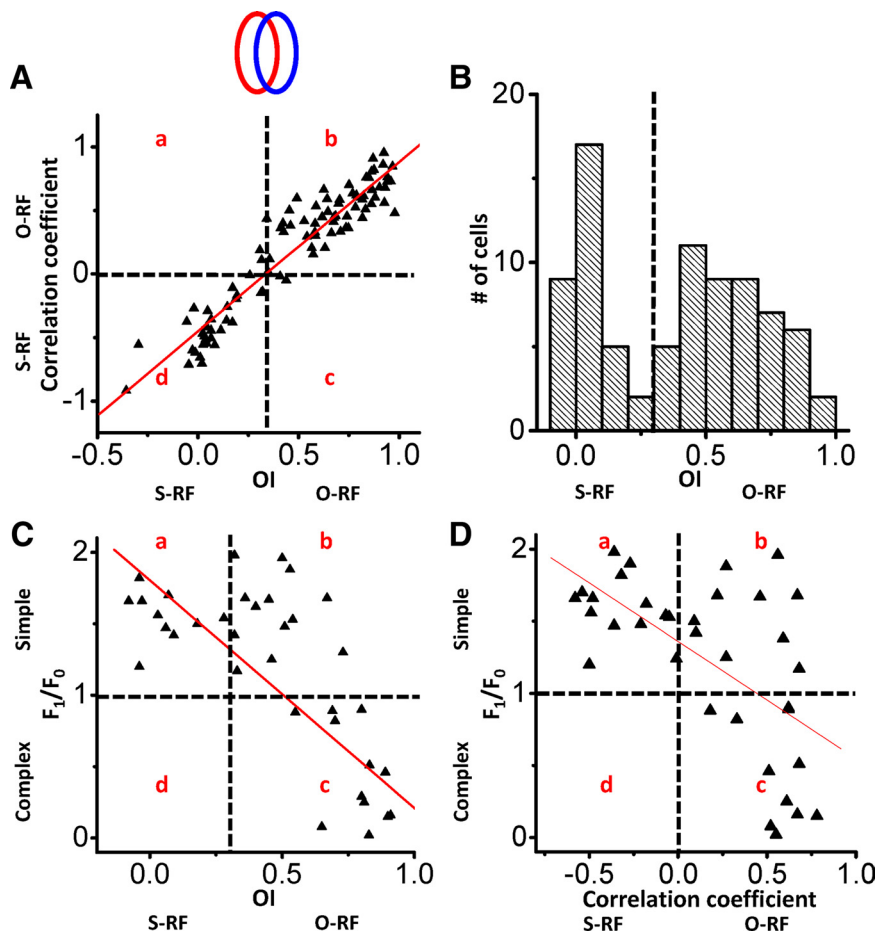 A
a
b
1
0
-1
O-RF
S-RF
Correlation coefficient
d
c
-0.5
0.0
0.5
1.0
S-RF
OI
O-RF
B
20
10
0
# of cells
0.0
0.5
1.0
S-RF
OI
O-RF
C
a
b
2
1
0
Simple
Complex
F1/F0
d
c
0.0
0.5
1.0
OI
S-RF
O-RF
D
a
b
2
1
0
Simple
Complex
F1/F0
d
c
-0.5
0.0
0.5
1.0
Correlation coefficient
S-RF
O-RF